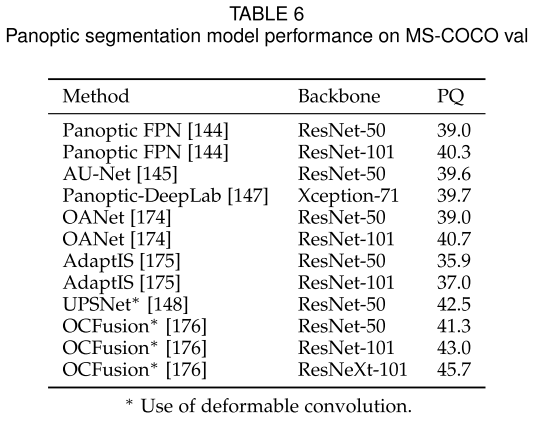 TABLE 6
Panoptic segmentation model performance on MS-COCO val
Method Backbone PQ
Panoptic FPN [144] ResNet-50 39.0
Panoptic FPN [144] ResNet-101 40.3
AU-Net [145] ResNet-50 39.6
Panoptic-DeepLab [147] Xception-71 39.7
OANet [174] ResNet-50 39.0
OANet [174] ResNet-101 40.7
AdaptIS [175] ResNet-50 35.9
AdaptIS [175] ResNet-101 37.0
UPSNet* [148] ResNet-50 42.5
OCFusion* [176] ResNet-50 41.3
OCFusion* [176] ResNet-101 43.0
OCFusion* [176] ResNeXt-101 45.7
* Use of deformable convolution.